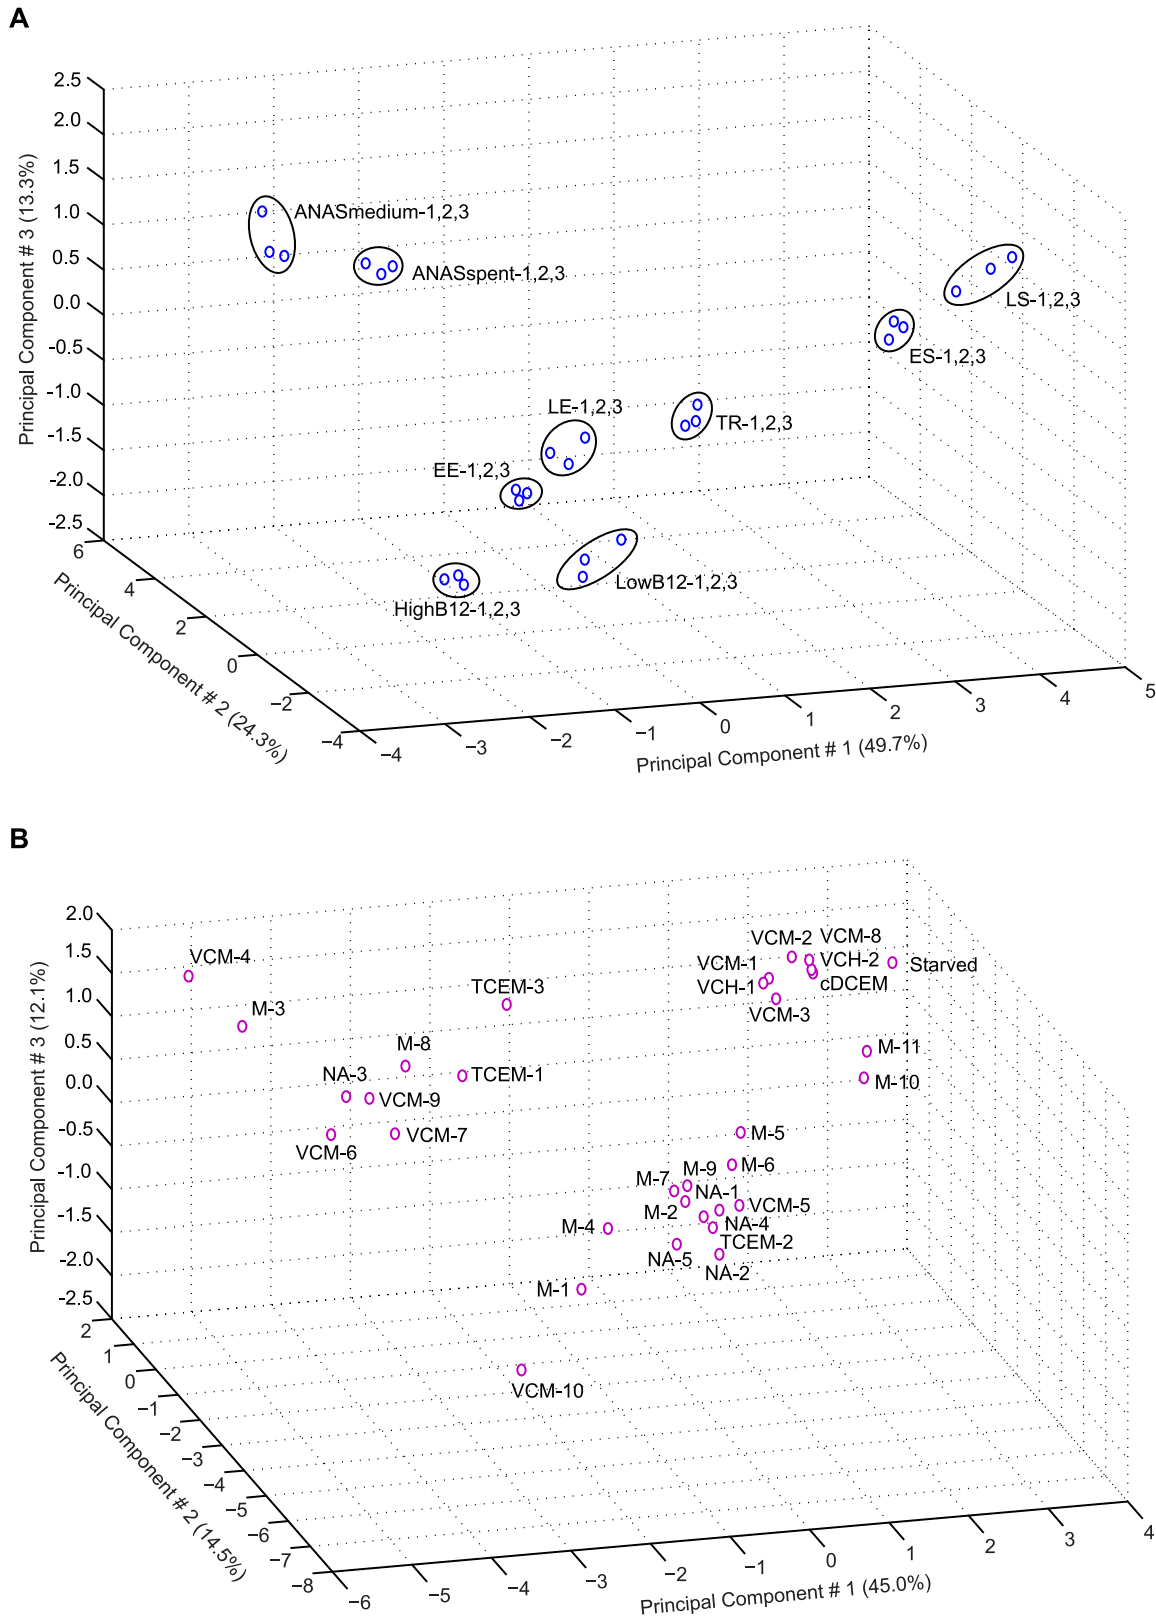 A
2.5
2.0
1.5
1.0
0.5
0.0
-0.5
-1.0
-1.5
-2.0
-2.5
Principal Component # 3 (13.3%)
ANASmedium-1,2,3
ANASspent-1,2,3
LS-1,2,3
ES-1,2,3
LE-1,2,3
TR-1,2,3
EE-1,2,3
LowB12-1,2,3
HighB12-1,2,3
6
4
2
0
−2
−4
Principal Component # 2 (24.3%)
−4
−3
−2
−1
0
1
2
3
4
5
Principal Component # 1 (49.7%)
B
2.0
1.5
1.0
0.5
0.0
-0.5
-1.0
-1.5
-2.0
-2.5
Principal Component # 3 (12.1%)
VCM-4
M-3
TCEM-3
M-8
TCEM-1
NA-3
VCM-9
VCM-6
VCM-7
VCM-2
VCM-8
VCM-1
VCH-2
Starved
VCH-1
cDCEM
VCM-3
M-11
M-10
M-5
M-6
M-9
M-7
NA-1
VCM-5
M-2
M-4
NA-4
TCEM-2
NA-5
NA-2
M-1
VCM-10
2
1
0
−1
−2
−3
−4
−5
−6
−7
−8
Principal Component # 2 (14.5%)
−6
−5
−4
−3
−2
−1
0
1
2
3
4
Principal Component # 1 (45.0%)